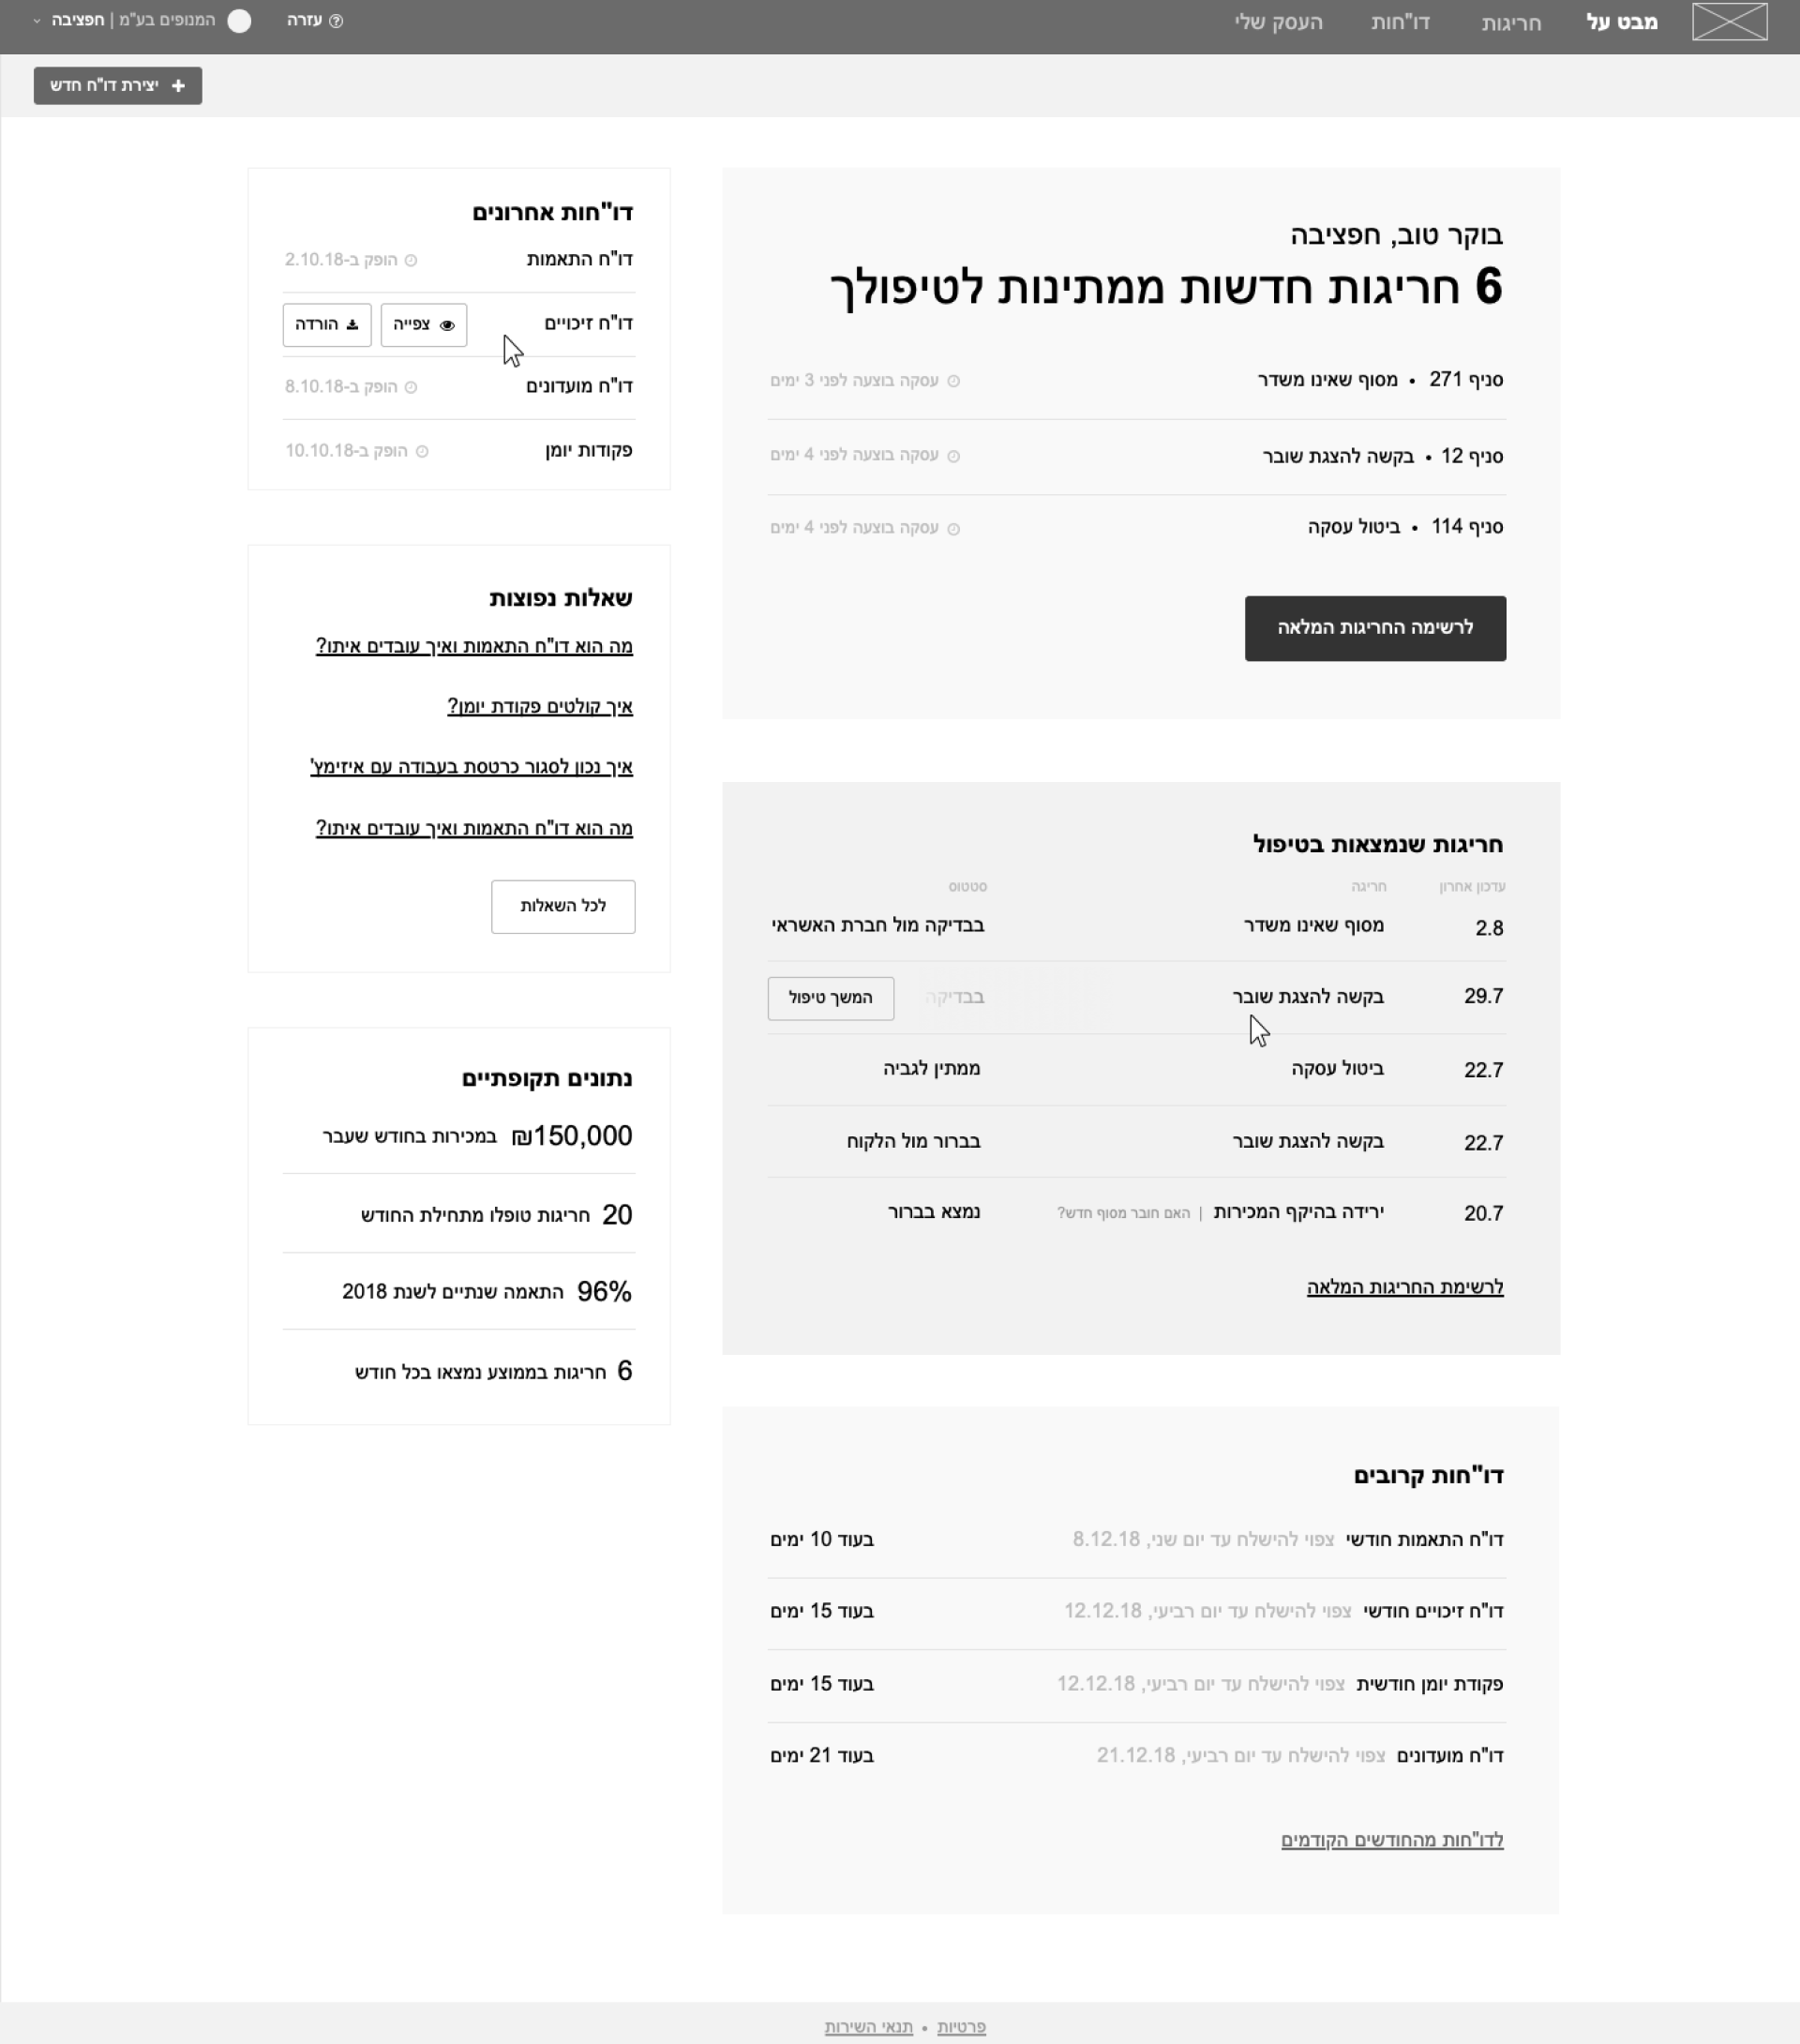 מבט על
חריגות
דו"חות
העסק שלי
עזרה
המנופים בע"מ | חפציבה
יצירת דו"ח חדש
בוקר טוב, חפציבה
6 חריגות חדשות ממתינות לטיפולך
סניף 271 • מסוף שאינו משדר עסקה בוצעה לפני 3 ימים
סניף 12 • בקשה להצגת שובר עסקה בוצעה לפני 4 ימים
סניף 114 • ביטול עסקה עסקה בוצעה לפני 4 ימים
לרשימה החריגות המלאה
חריגות שנמצאות בטיפול
עדכון אחרון חריגה סטטוס
2.8 מסוף שאינו משדר בבדיקה מול חברת האשראי
29.7 בקשה להצגת שובר בבדיקה המשך טיפול
22.7 ביטול עסקה ממתין לגביה
22.7 בקשה להצגת שובר בברור מול הלקוח
20.7 ירידה בהיקף המכירות | האם חובר מסוף חדש? נמצא בברור
לרשימת החריגות המלאה
דו"חות קרובים
דו"ח התאמות חודשי צפוי להישלח עד יום שני, 8.12.18 בעוד 10 ימים
דו"ח זיכויים חודשי צפוי להישלח עד יום רביעי, 12.12.18 בעוד 15 ימים
פקודת יומן חודשית צפוי להישלח עד יום רביעי, 12.12.18 בעוד 15 ימים
דו"ח מועדונים צפוי להישלח עד יום רביעי, 21.12.18 בעוד 21 ימים
לדו"חות מהחודשים הקודמים
דו"חות אחרונים
דו"ח התאמות הופק ב-2.10.18
דו"ח זיכויים צפייה הורדה
דו"ח מועדונים הופק ב-8.10.18
פקודות יומן הופק ב-10.10.18
שאלות נפוצות
מה הוא דו"ח התאמות ואיך עובדים איתו?
איך קולטים פקודת יומן?
איך נכון לסגור כרטסת בעבודה עם איזימץ'
מה הוא דו"ח התאמות ואיך עובדים איתו?
לכל השאלות
נתונים תקופתיים
₪150,000 במכירות בחודש שעבר
20 חריגות טופלו מתחילת החודש
96% התאמה שנתיים לשנת 2018
6 חריגות בממוצע נמצאו בכל חודש
פרטיות • תנאי השירות